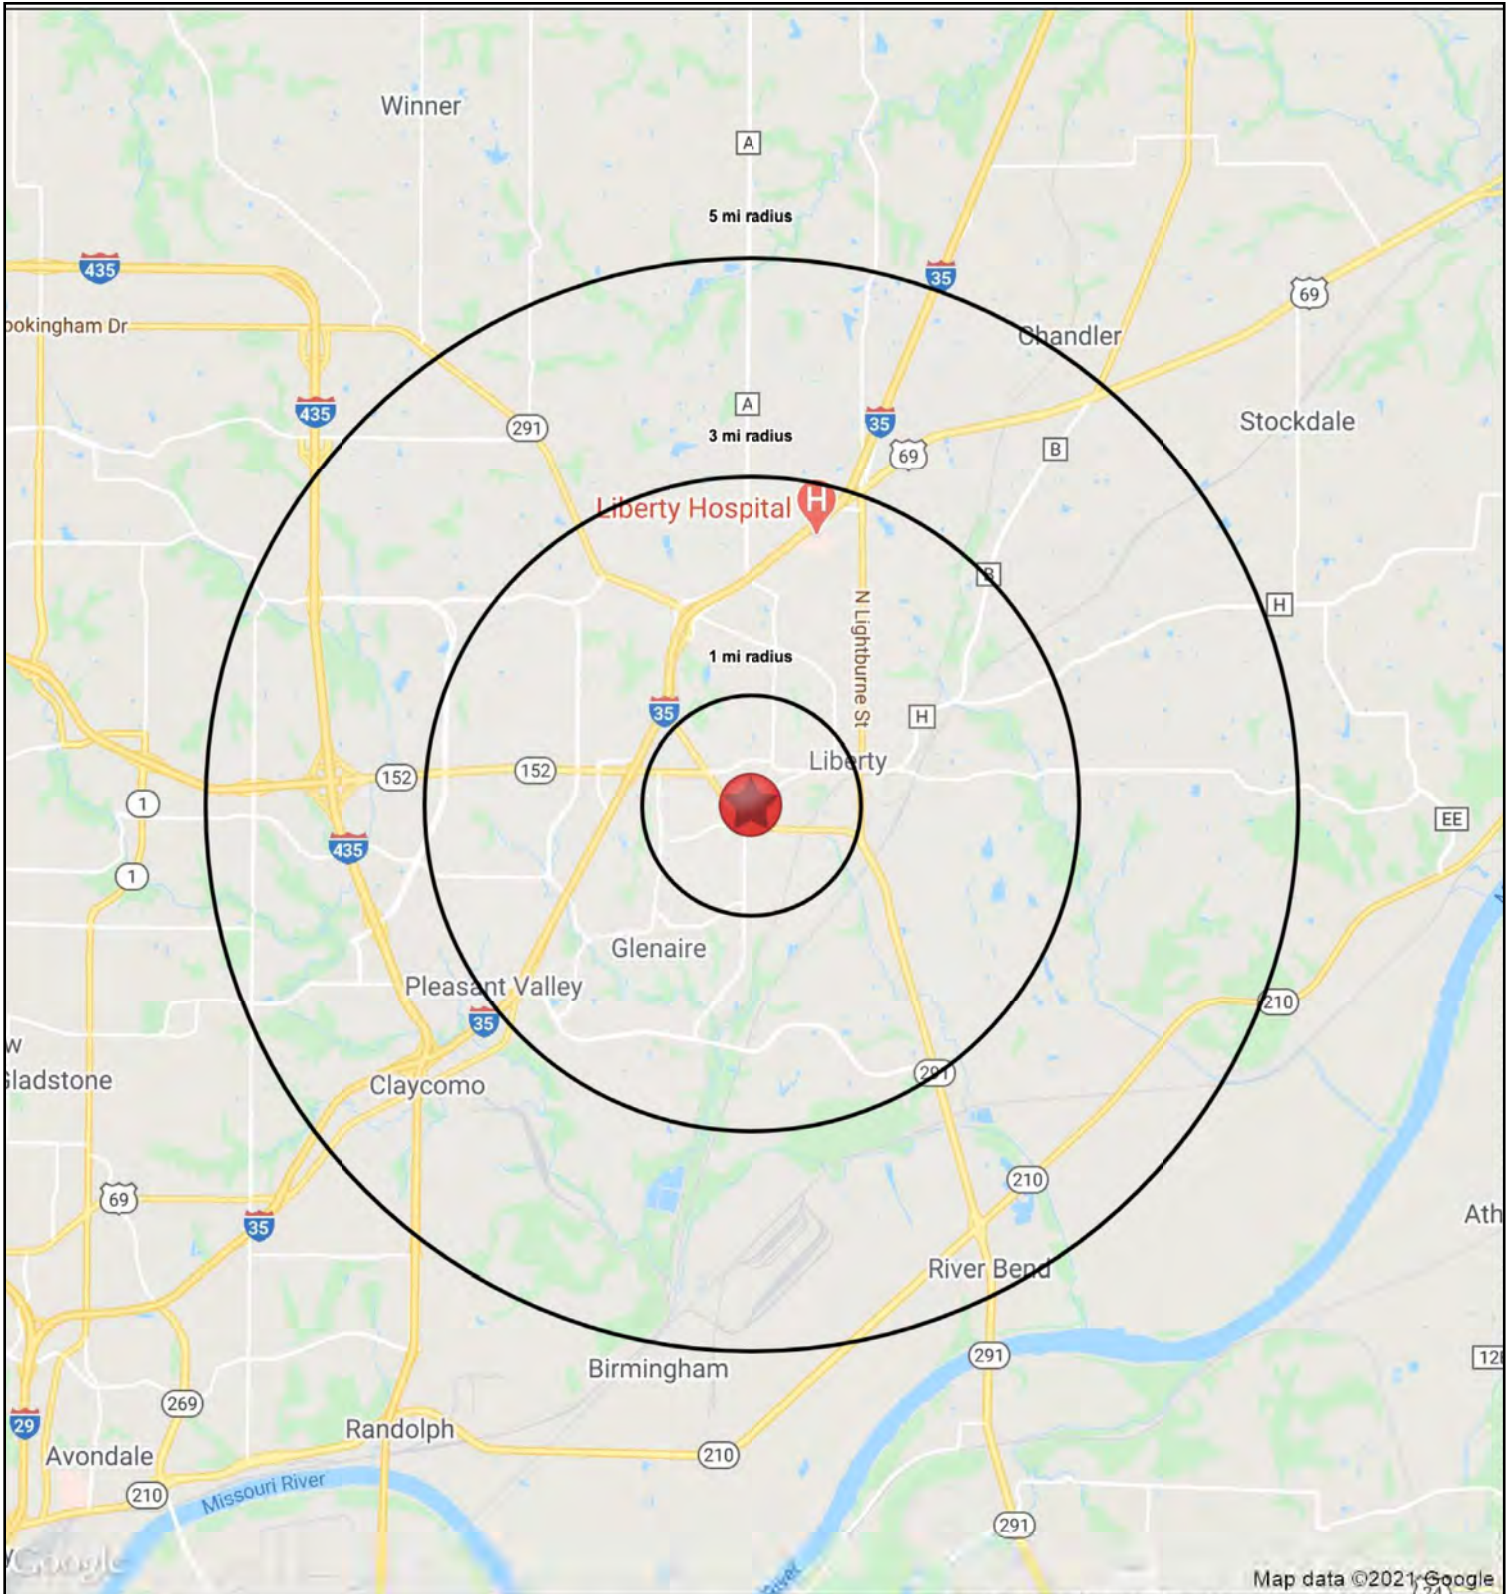 Winner
A
5 mi radius
435
35
69
ookingham Dr
Chandler
435
A
291
35
Stockdale
3 mi radius
69
B
Liberty Hospital H
B
N Lightburne St
H
1 mi radius
35
H
Liberty
152
152
1
EE
435
1
Glenaire
Pleasant Valley
210
35
w
Gladstone
291
Claycomo
210
69
Ath
35
River Bend
291
12
Birmingham
269
29
Randolph
Avondale
210
210
Missouri River
291
Google
River
Map data ©2021 Google